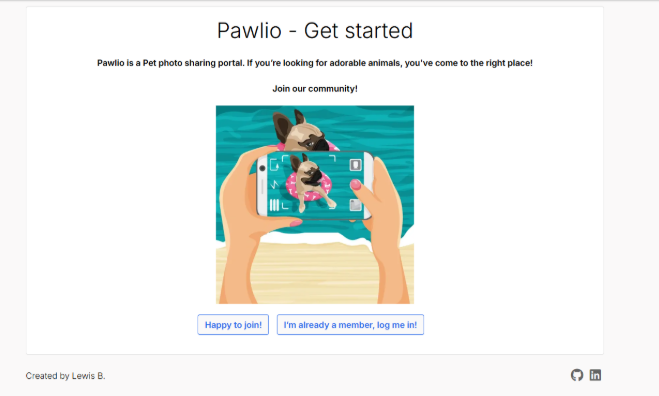 Pawlio - Get started
Pawlio is a Pet photo sharing portal. If you’re looking for adorable animals, you’ve come to the right place!
Join our community!
Happy to join!
I’m already a member, log me in!
Created by Lewis B.
in